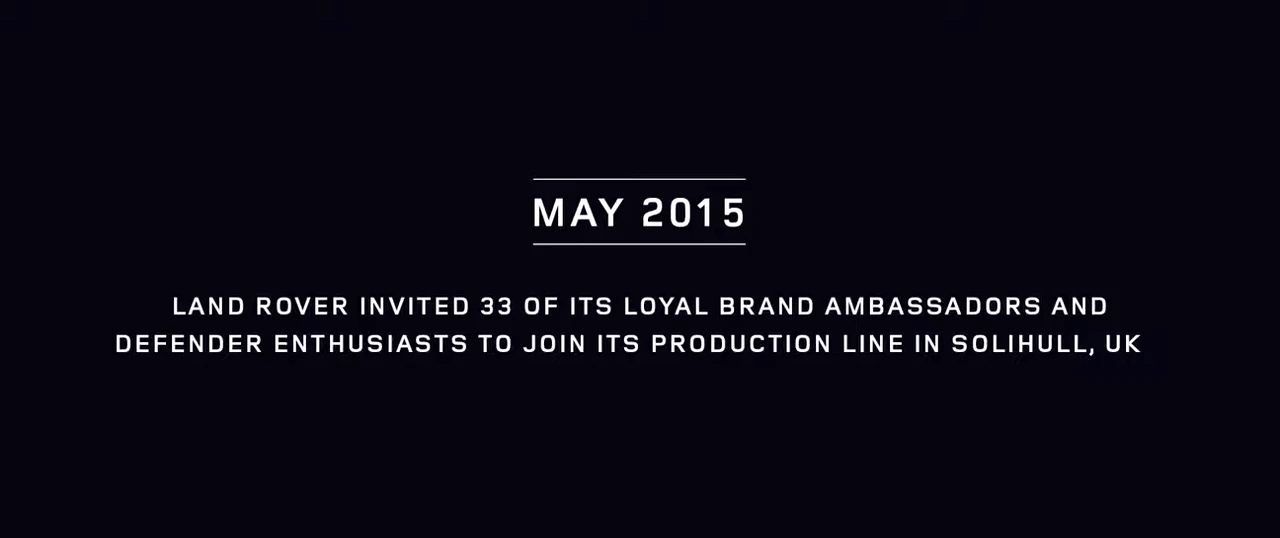 MAY 2015
LAND ROVER INVITED 33 OF ITS LOYAL BRAND AMBASSADORS AND
DEFENDER ENTHUSIASTS TO JOIN ITS PRODUCTION LINE IN SOLIHULL, UK